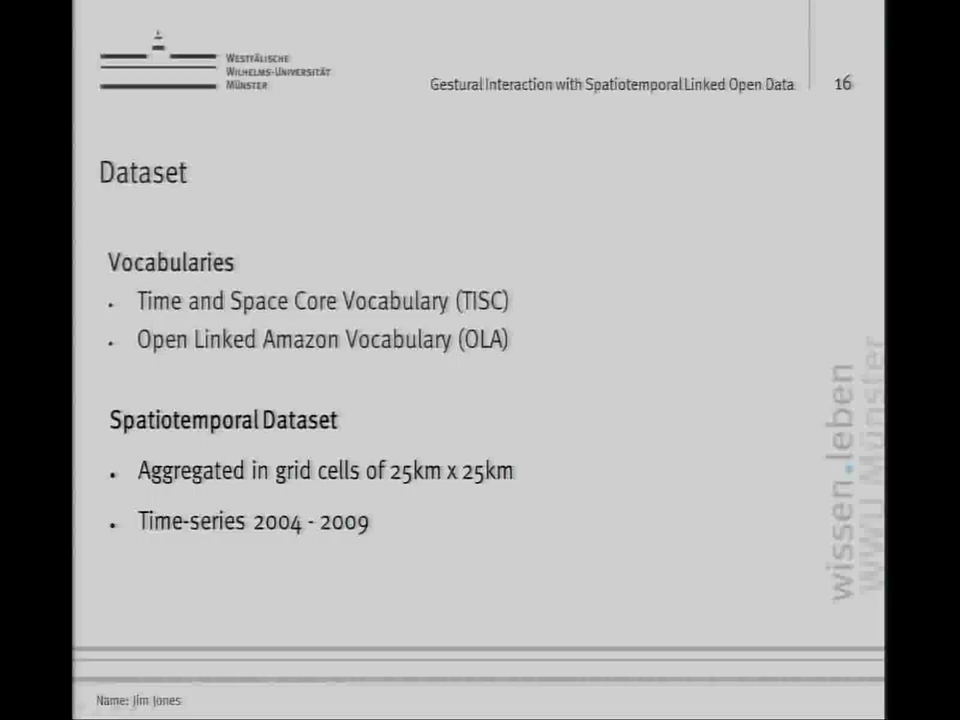 Westfälische
Wilhelms-Universität
Münster
Gestural Interaction with Spatiotemporal Linked Open Data
16
Dataset
Vocabularies
• Time and Space Core Vocabulary (TISC)
• Open Linked Amazon Vocabulary (OLA)
Spatiotemporal Dataset
• Aggregated in grid cells of 25km x 25km
• Time-series 2004 - 2009
wissen.leben
WWU Münster
Name: Jim Jones